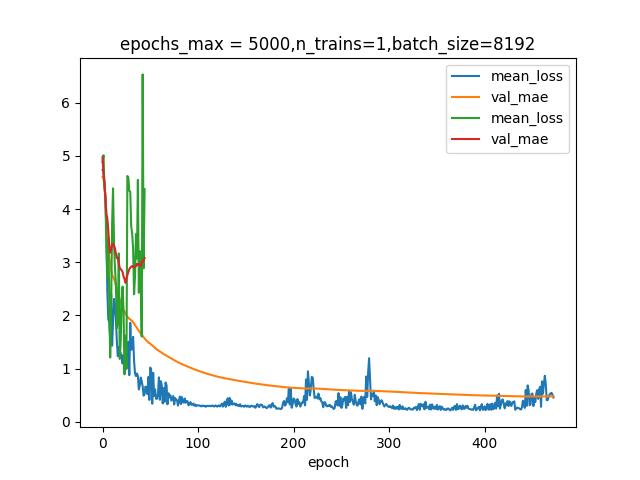 epochs_max = 5000,n_trains=1,batch_size=8192
mean_loss
val_mae
mean_loss
val_mae
6
5
4
3
2
1
0
0 100 200 300 400
epoch